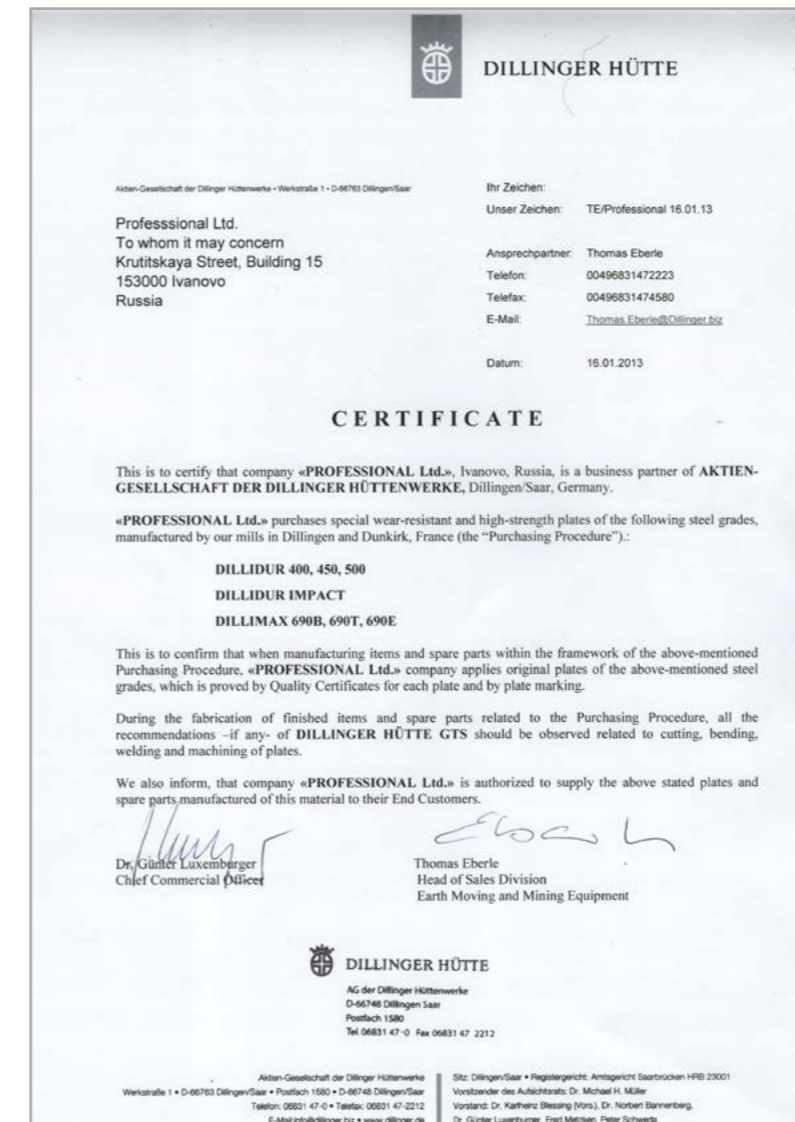 DILLINGER HÜTTE
Aktien-Gesellschaft der Dillinger Hüttenwerke • Werkstraße 1 • D-66763 Dillingen/Saar
Professsional Ltd.
To whom it may concern
Krutitskaya Street, Building 15
153000 Ivanovo
Russia
Ihr Zeichen:
Unser Zeichen: TE/Professional 16.01.13
Ansprechpartner: Thomas Eberle
Telefon: 00496831472223
Telefax: 00496831474580
E-Mail: Thomas.Eberle@Dillinger.biz
Datum: 16.01.2013
CERTIFICATE
This is to certify that company «PROFESSIONAL Ltd.», Ivanovo, Russia, is a business partner of AKTIEN-
GESELLSCHAFT DER DILLINGER HÜTTENWERKE, Dillingen/Saar, Germany.
«PROFESSIONAL Ltd.» purchases special wear-resistant and high-strength plates of the following steel grades,
manufactured by our mills in Dillingen and Dunkirk, France (the “Purchasing Procedure”).:
DILLIDUR 400, 450, 500
DILLIDUR IMPACT
DILLIMAX 690B, 690T, 690E
This is to confirm that when manufacturing items and spare parts within the framework of the above-mentioned
Purchasing Procedure, «PROFESSIONAL Ltd.» company applies original plates of the above-mentioned steel
grades, which is proved by Quality Certificates for each plate and by plate marking.
During the fabrication of finished items and spare parts related to the Purchasing Procedure, all the
recommendations –if any- of DILLINGER HÜTTE GTS should be observed related to cutting, bending,
welding and machining of plates.
We also inform, that company «PROFESSIONAL Ltd.» is authorized to supply the above stated plates and
spare parts manufactured of this material to their End Customers.
Dr. Günter Luxemburger
Chief Commercial Officer
Thomas Eberle
Head of Sales Division
Earth Moving and Mining Equipment
DILLINGER HÜTTE
AG der Dillinger Hüttenwerke
D-66748 Dillingen Saar
Postfach 1580
Tel. 06831 47-0 Fax 06831 47 2212
Aktien-Gesellschaft der Dillinger Hüttenwerke
Werkstraße 1 • D-66763 Dillingen/Saar • Postfach 1580 • D-66748 Dillingen/Saar
Telefon: 06831 47-0 • Telefax: 06831 47-2212
E-Mail:info@dillinger.biz • www.dillinger.de
Sitz: Dillingen/Saar • Registergericht: Amtsgericht Saarbrücken HRB 23001
Vorsitzender des Aufsichtsrats: Dr. Michael H. Müller
Vorstand: Dr. Karlheinz Blessing (Vors.), Dr. Norbert Bannenberg,
Dr. Günter Luxenburger, Fred Metzken, Peter Schweda